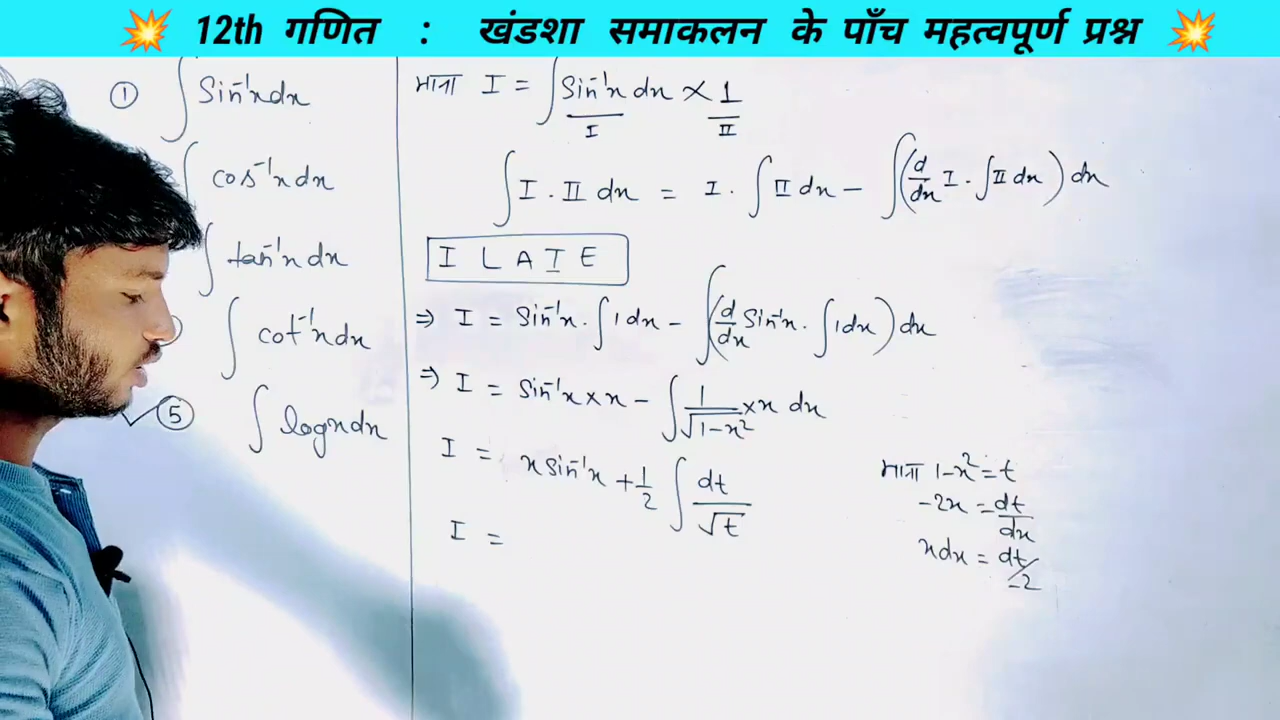 💥 12th गणित : खंडशा समाकलन के पाँच महत्वपूर्ण प्रश्न 💥
① ∫ Sin⁻¹x dx
∫ cos⁻¹x dx
∫ tan⁻¹x dx
∫ cot⁻¹x dx
⑤ ∫ logx dx
माना I = ∫ Sin⁻¹x dx × 1
I II
∫ I . II dx = I . ∫ II dx − ∫ (d/dx I . ∫ II dx) dx
I L A T E
⇒ I = Sin⁻¹x . ∫ 1 dx − ∫ (d/dx Sin⁻¹x . ∫ 1 dx) dx
⇒ I = Sin⁻¹x × x − ∫ 1/√1−x² × x dx
I = x Sin⁻¹x + 1/2 ∫ dt/√t
I =
माना 1−x² = t
−2x = dt/dx
x dx = dt/−2